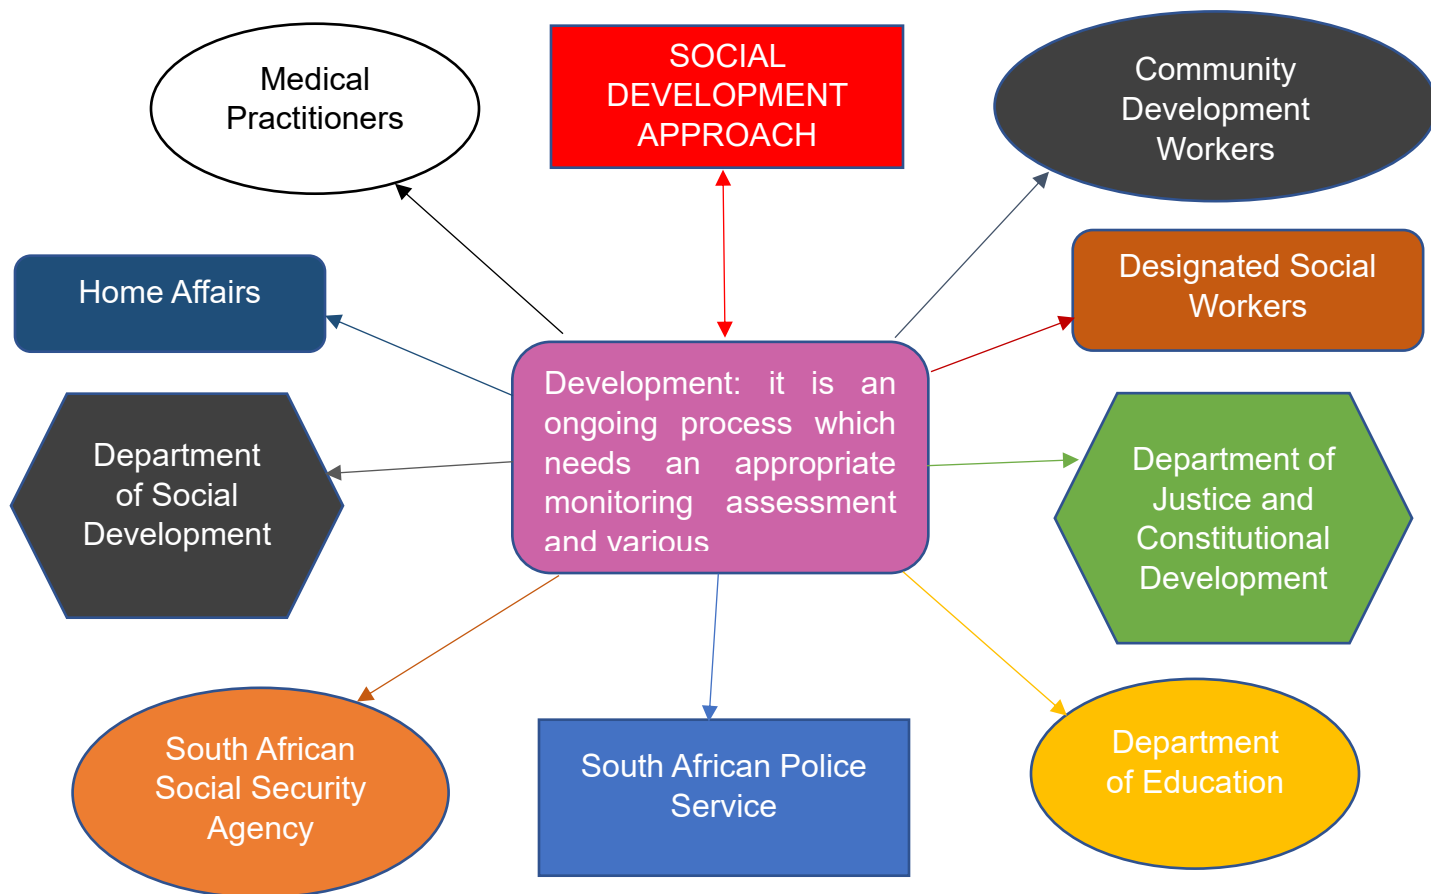 Medical
Practitioners
SOCIAL
DEVELOPMENT
APPROACH
Community
Development
Workers
Home Affairs
Designated Social
Workers
Development: it is an
ongoing process which
needs an appropriate
monitoring assessment
and various
Department
of Social
Development
Department of
Justice and
Constitutional
Development
South African
Social Security
Agency
South African Police
Service
Department
of Education